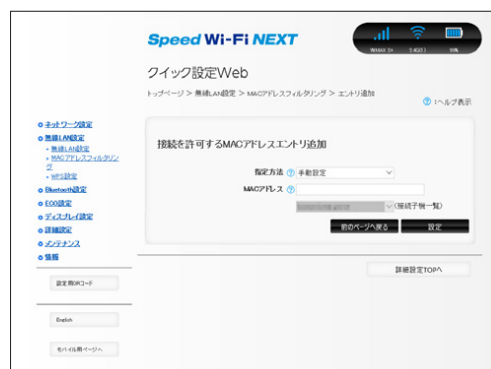 Speed Wi-Fi NEXT
WiMAX 2+
5.4GO I
99%
クイック設定Web
トップページ > 無線LAN設定 > MACアドレスフィルタリング > エントリ追加
? :ヘルプ表示
ネットワーク設定
無線LAN設定
・無線LAN設定
・MACアドレスフィルタリング
・WPS設定
Bluetooth設定
ECO設定
ディスプレイ設定
詳細設定
メンテナンス
情報
設定用QRコード
English
モバイル用ページへ
接続を許可するMACアドレスエントリ追加
指定方法 ? 手動設定
MACアドレス ?
(接続子機一覧)
前のページへ戻る
設定
詳細設定TOPへ